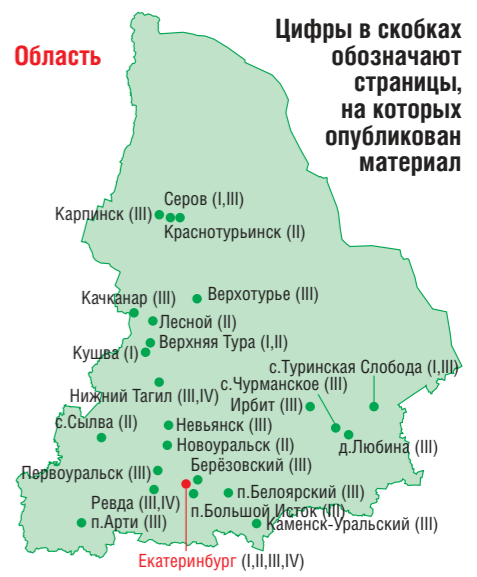 Область
Цифры в скобках
обозначают
страницы,
на которых
опубликован
материал
Серов (I,III)
Карпинск (III)
Краснотурьинск (II)
Качканар (III)
Верхотурье (III)
Лесной (II)
Верхняя Тура (I,II)
Кушва (I)
с.Туринская Слобода (I,III)
с.Чурманское (III)
Нижний Тагил (III,IV)
Ирбит (III)
с.Сылва (II)
Невьянск (III)
д.Любина (III)
Новоуральск (II)
Берёзовский (III)
Первоуральск (III)
п.Белоярский (III)
Ревда (III,IV)
п.Большой Исток (III)
п.Арти (III)
Каменск-Уральский (III)
Екатеринбург (I,II,III,IV)